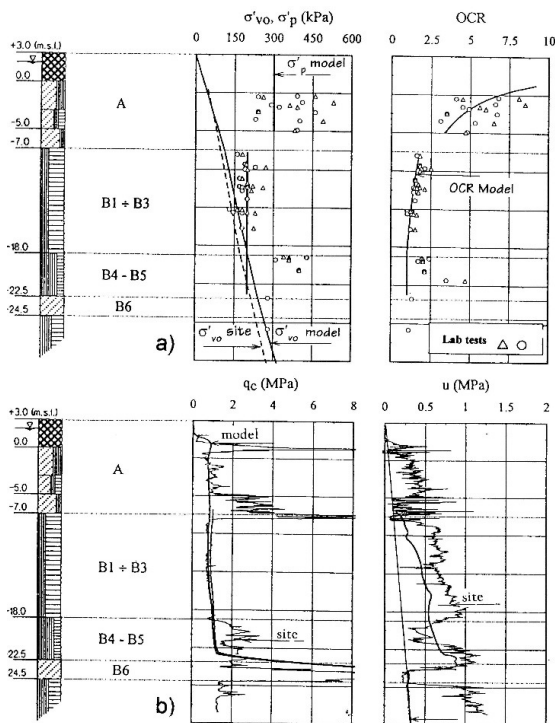 σ'vo, σ'p (kPa)
0 150 300 450 600
OCR
0 2.5 5 7.5 10
+3.0 (m.s.l.)
0.0
-5.0
-7.0
-18.0
-22.5
-24.5
A
B1 ÷ B3
B4 - B5
B6
σ'p model
OCR Model
σ'vo site
σ'vo model
Lab tests
a)
qc (MPa)
0 2 4 6 8
u (MPa)
0 0.5 1 1.5 2
+3.0 (m.s.l.)
0.0
-5.0
-7.0
18.0
22.5
24.5
A
B1 ÷ B3
B4 - B5
B6
model
site
site
b)